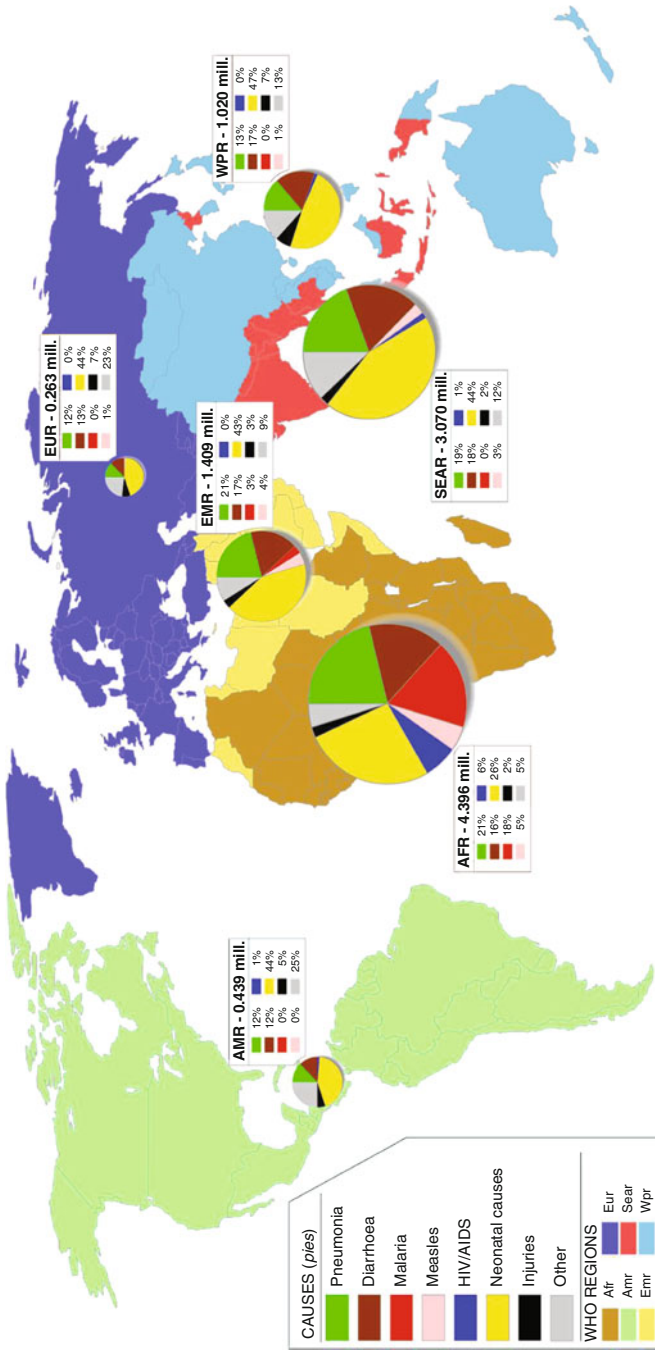 EUR - 0.263 mill.
12% 0%
13% 44%
0% 7%
1% 23%
WPR - 1.020 mill.
13% 0%
17% 47%
0% 7%
1% 13%
AMR - 0.439 mill.
12% 1%
12% 44%
0% 5%
0% 25%
EMR - 1.409 mill.
21% 0%
17% 43%
3% 3%
4% 9%
AFR - 4.396 mill.
21% 6%
16% 26%
18% 2%
5% 5%
SEAR - 3.070 mill.
19% 1%
18% 44%
0% 2%
3% 12%
CAUSES (pies)
Pneumonia
Diarrhoea
Malaria
Measles
HIV/AIDS
Neonatal causes
Injuries
Other
WHO REGIONS
Afr Eur
Amr Sear
Emr Wpr